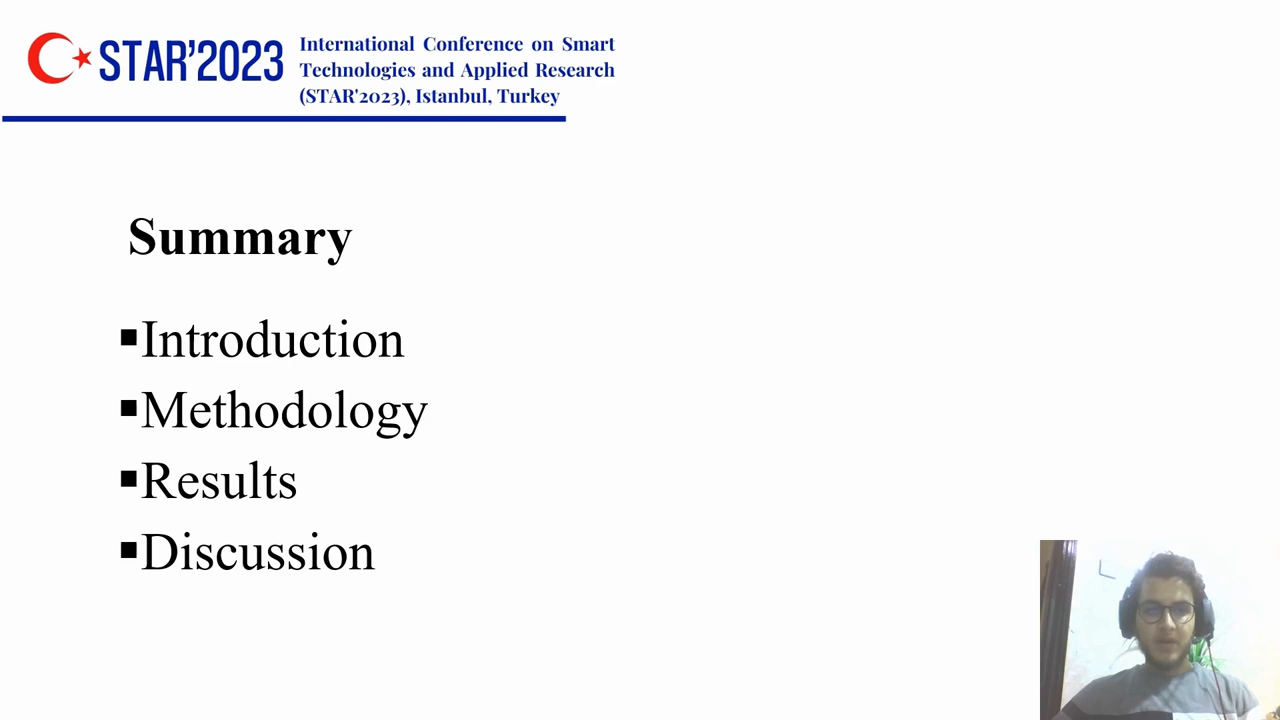 STAR'2023
International Conference on Smart
Technologies and Applied Research
(STAR'2023), Istanbul, Turkey
Summary
▪Introduction
▪Methodology
▪Results
▪Discussion